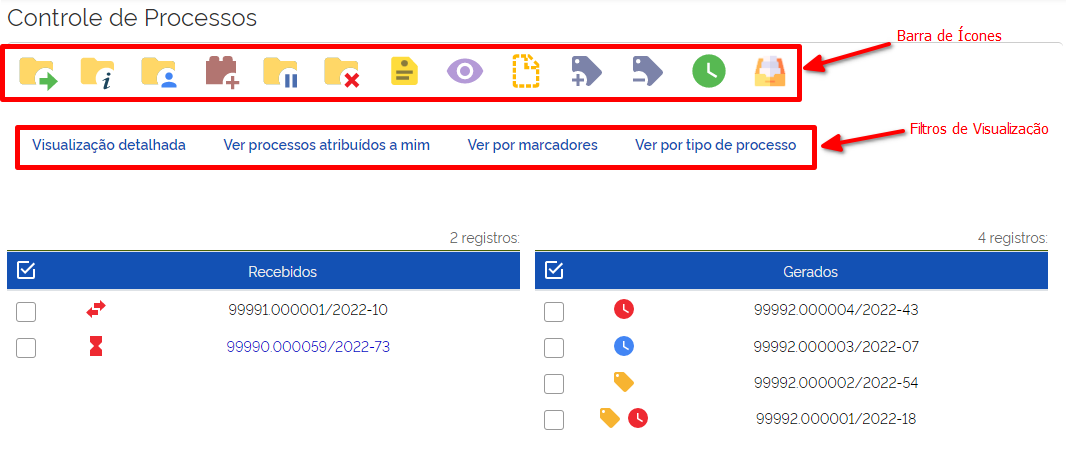 Controle de Processos
Barra de Ícones
Filtros de Visualização
Visualização detalhada Ver processos atribuídos a mim Ver por marcadores Ver por tipo de processo
2 registros:
4 registros:
Recebidos
Gerados
99991.000001/2022-10
99990.000059/2022-73
99992.000004/2022-43
99992.000003/2022-07
99992.000002/2022-54
99992.000001/2022-18